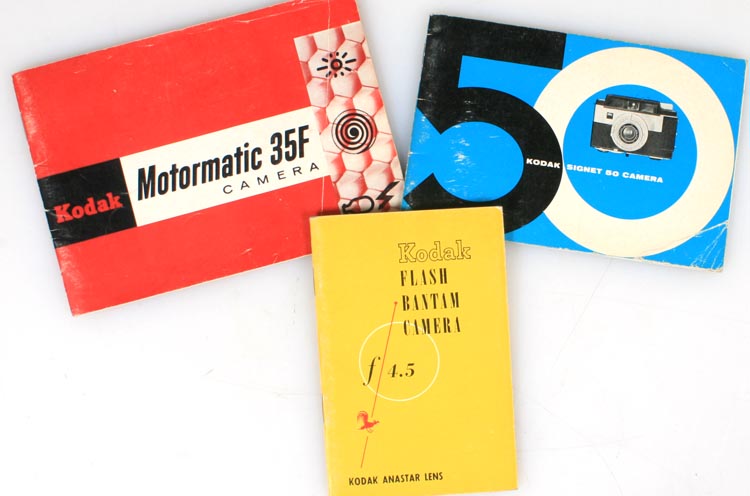 Kodak
Motormatic 35F
CAMERA
50
KODAK SIGNET 50 CAMERA
Kodak
FLASH
BANTAM
CAMERA
f 4.5
KODAK ANASTAR LENS